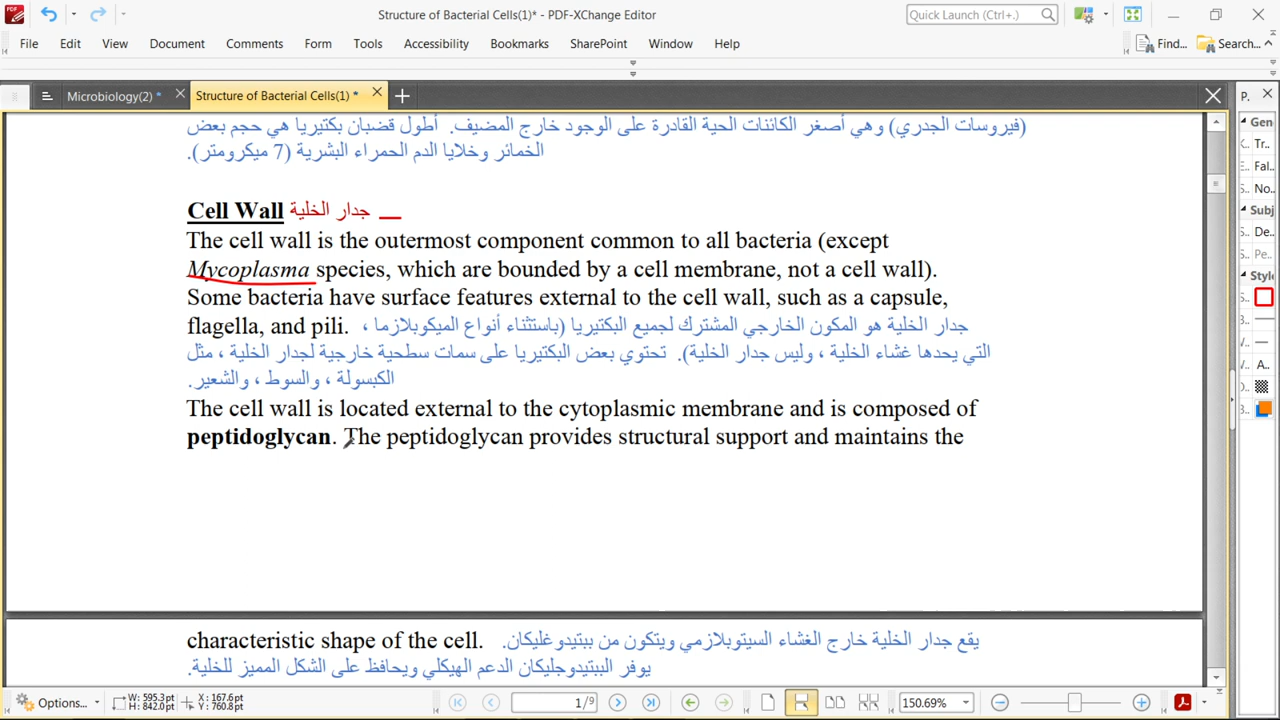 Structure of Bacterial Cells(1)* - PDF-XChange Editor
Quick Launch (Ctrl+.)
File Edit View Document Comments Form Tools Accessibility Bookmarks SharePoint Window Help
Find... Search...
Microbiology(2) * Structure of Bacterial Cells(1) *
P.
(فيروسات الجدري) وهي أصغر الكائنات الحية القادرة على الوجود خارج المضيف. أطول قضبان بكتيريا هي حجم بعض
الخمائر وخلايا الدم الحمراء البشرية (7 ميكرومتر).
Cell Wall جدار الخلية
The cell wall is the outermost component common to all bacteria (except
Mycoplasma species, which are bounded by a cell membrane, not a cell wall).
Some bacteria have surface features external to the cell wall, such as a capsule,
flagella, and pili. جدار الخلية هو المكون الخارجي المشترك لجميع البكتيريا (باستثناء أنواع الميكوبلازما ،
التي يحدها غشاء الخلية ، وليس جدار الخلية). تحتوي بعض البكتيريا على سمات سطحية خارجية لجدار الخلية ، مثل
الكبسولة ، والسوط ، والشعير.
The cell wall is located external to the cytoplasmic membrane and is composed of
peptidoglycan. The peptidoglycan provides structural support and maintains the
characteristic shape of the cell. يقع جدار الخلية خارج الغشاء السيتوبلازمي ويتكون من ببتيدوغليكان.
يوفر الببتيدوجليكان الدعم الهيكلي ويحافظ على الشكل المميز للخلية.
Gen
Tr..
Fal..
No..
Subj
De..
Pe..
Style
A..
Options... W: 595.3pt X: 167.6pt
H: 842.0pt Y: 760.8pt
1/9
150.69%